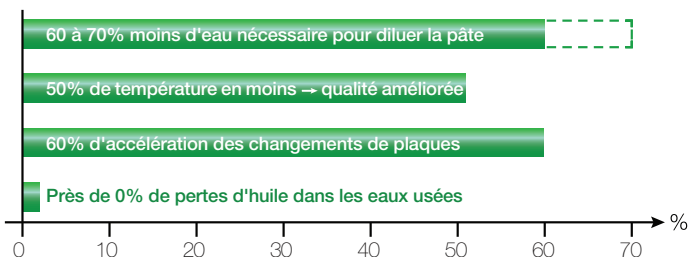 60 à 70% moins d'eau nécessaire pour diluer la pâte
50% de température en moins → qualité améliorée
60% d'accélération des changements de plaques
Près de 0% de pertes d'huile dans les eaux usées
%
0 10 20 30 40 50 60 70